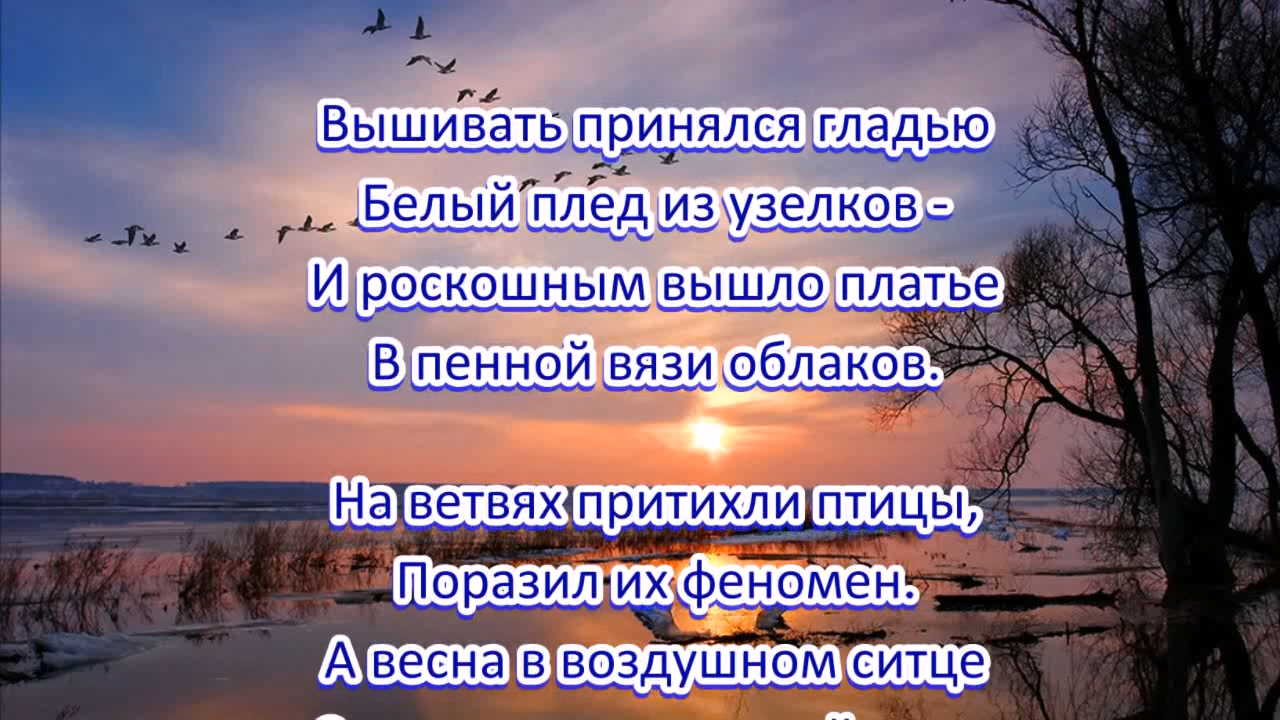 Вышивать принялся гладью
Белый плед из узелков -
И роскошным вышло платье
В пенной вязи облаков.
На ветвях притихли птицы,
Поразил их феномен.
А весна в воздушном ситце